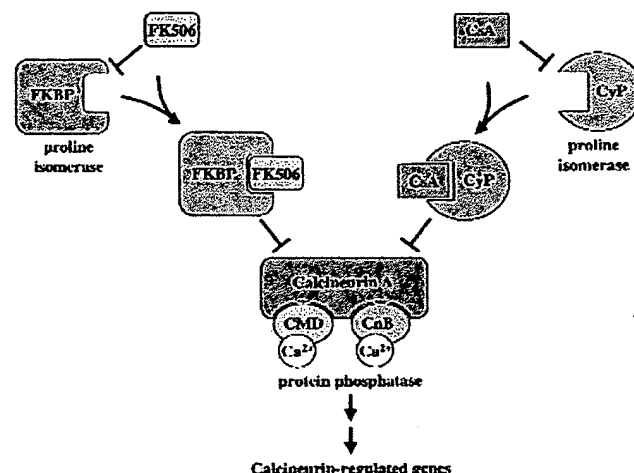 FK506
CsA
FKBP
CyP
proline
isomerase
proline
isomerase
FKBP
FK506
CsA
CyP
Calcineurin A
CMD
CnB
Ca2+
Ca2+
protein phosphatase
Calcineurin-regulated genes